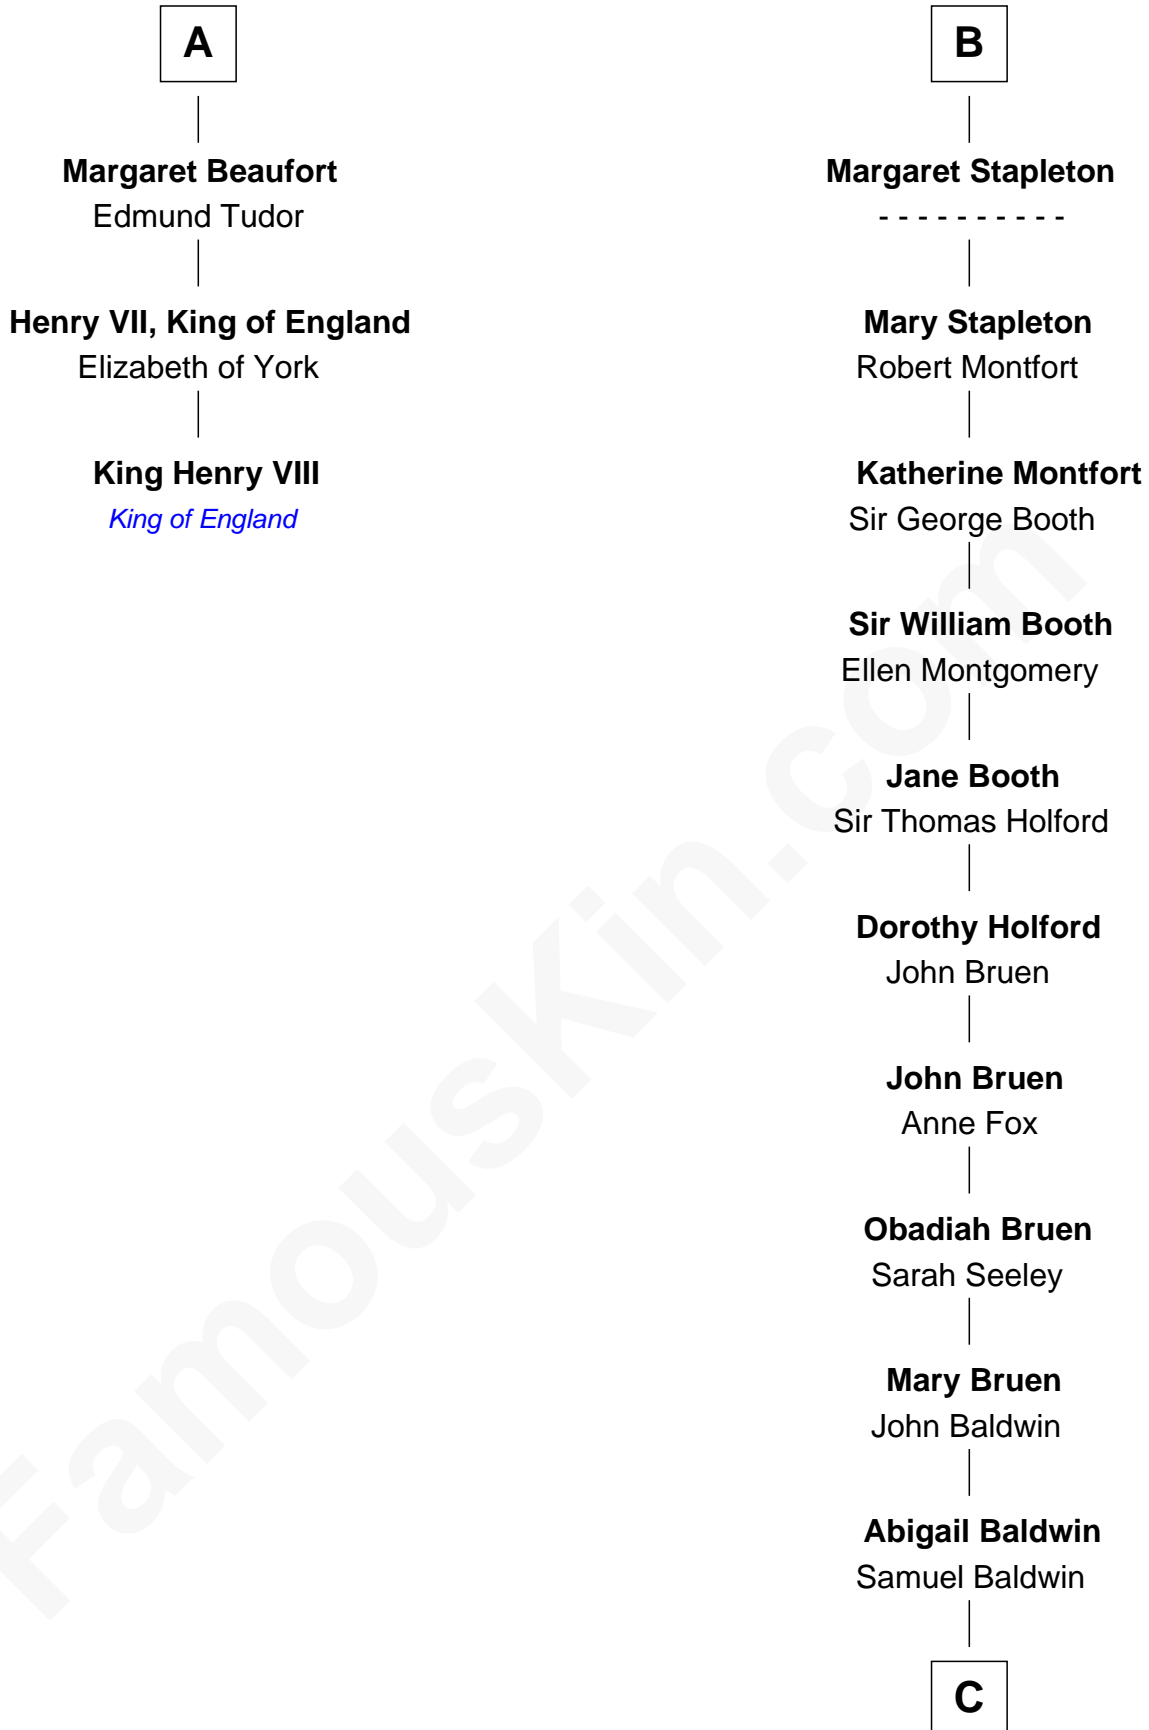 A
Margaret Beaufort
Edmund Tudor
Henry VII, King of England
Elizabeth of York
King Henry VIII
King of England
B
Margaret Stapleton
- - - - - - - - - -
Mary Stapleton
Robert Montfort
Katherine Montfort
Sir George Booth
Sir William Booth
Ellen Montgomery
Jane Booth
Sir Thomas Holford
Dorothy Holford
John Bruen
John Bruen
Anne Fox
Obadiah Bruen
Sarah Seeley
Mary Bruen
John Baldwin
Abigail Baldwin
Samuel Baldwin
C
FamousKin.com